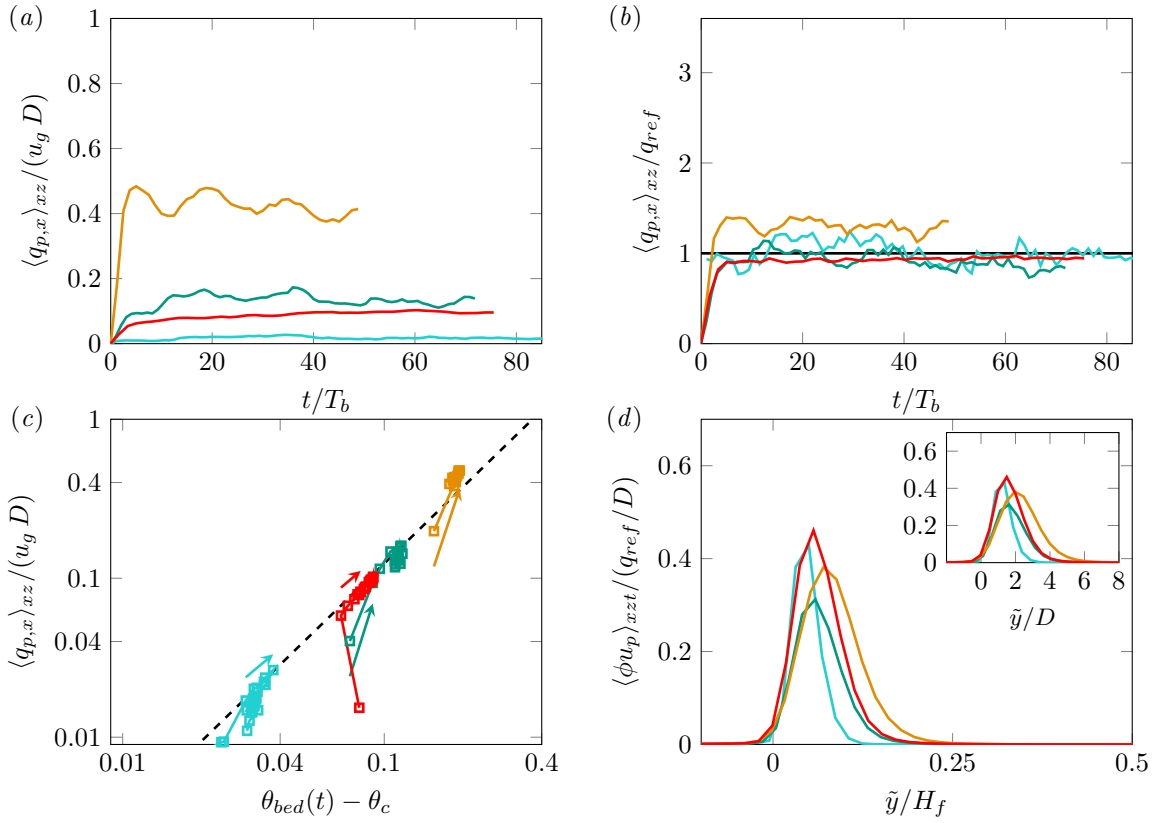 (a)
1
0.8
0.6
0.4
0.2
0
0 20 40 60 80
t/T_b
⟨q_{p,x}⟩_{xz}/(u_g D)
(b)
3
2
1
0
0 20 40 60 80
t/T_b
⟨q_{p,x}⟩_{xz}/q_{ref}
(c)
1
0.4
0.1
0.04
0.01
0.01 0.04 0.1 0.4
θ_{bed}(t) − θ_c
⟨q_{p,x}⟩_{xz}/(u_g D)
(d)
0.6
0.4
0.2
0
0 0.25 0.5
ỹ/H_f
⟨ϕu_p⟩_{xzt}/(q_{ref}/D)
0.6
0.4
0.2
0
0 2 4 6 8
ỹ/D